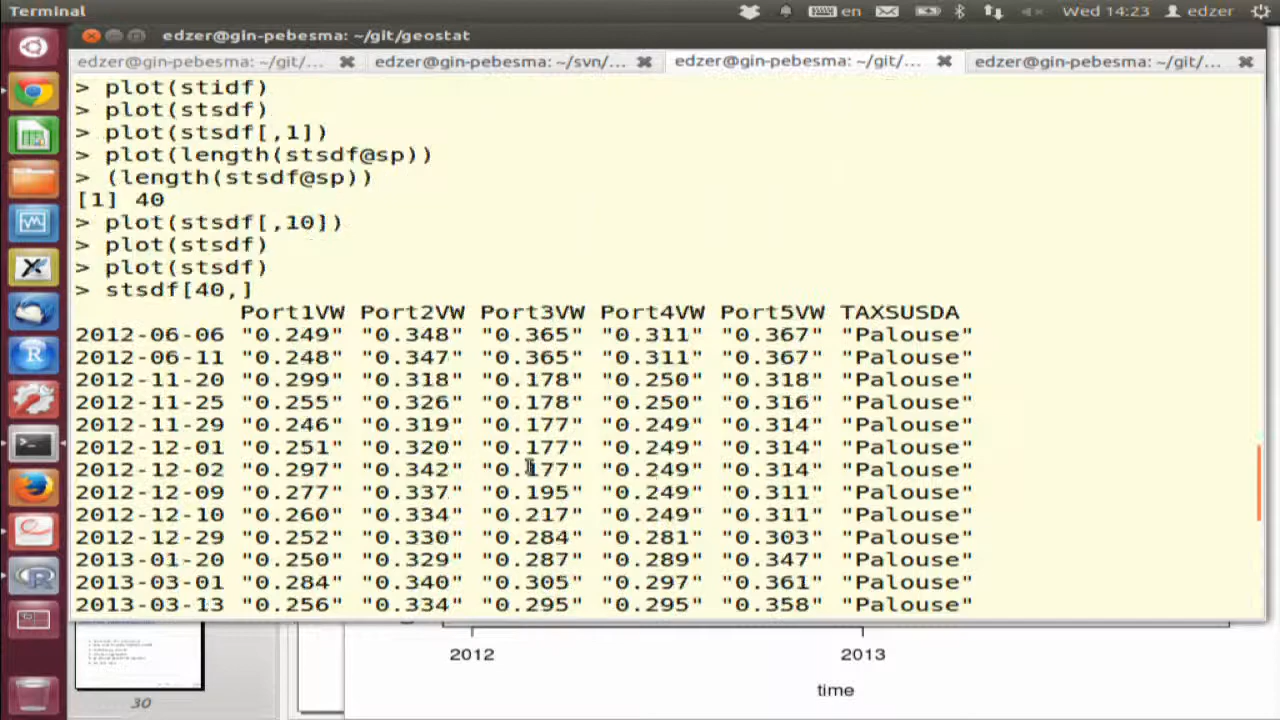 Terminal en Wed 14:23 edzer
edzer@gin-pebesma: ~/git/geostat
edzer@gin-pebesma: ~/git/... edzer@gin-pebesma: ~/svn/... edzer@gin-pebesma: ~/git/... edzer@gin-pebesma: ~/git/...
> plot(stidf)
> plot(stsdf)
> plot(stsdf[,1])
> plot(length(stsdf@sp))
> (length(stsdf@sp))
[1] 40
> plot(stsdf[,10])
> plot(stsdf)
> plot(stsdf)
> stsdf[40,]
Port1VW Port2VW Port3VW Port4VW Port5VW TAXSUSDA
2012-06-06 "0.249" "0.348" "0.365" "0.311" "0.367" "Palouse"
2012-06-11 "0.248" "0.347" "0.365" "0.311" "0.367" "Palouse"
2012-11-20 "0.299" "0.318" "0.178" "0.250" "0.318" "Palouse"
2012-11-25 "0.255" "0.326" "0.178" "0.250" "0.316" "Palouse"
2012-11-29 "0.246" "0.319" "0.177" "0.249" "0.314" "Palouse"
2012-12-01 "0.251" "0.320" "0.177" "0.249" "0.314" "Palouse"
2012-12-02 "0.297" "0.342" "0.177" "0.249" "0.314" "Palouse"
2012-12-09 "0.277" "0.337" "0.195" "0.249" "0.311" "Palouse"
2012-12-10 "0.260" "0.334" "0.217" "0.249" "0.311" "Palouse"
2012-12-29 "0.252" "0.330" "0.284" "0.281" "0.303" "Palouse"
2013-01-20 "0.250" "0.329" "0.287" "0.289" "0.347" "Palouse"
2013-03-01 "0.284" "0.340" "0.305" "0.297" "0.361" "Palouse"
2013-03-13 "0.256" "0.334" "0.295" "0.295" "0.358" "Palouse"
2012 2013
time
30